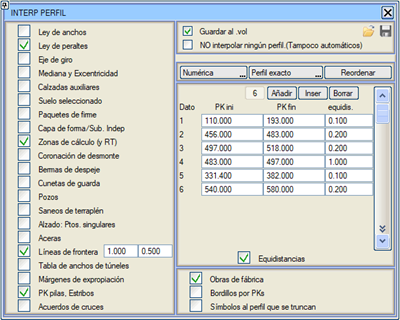 INTERP PERFIL
Ley de anchos
Ley de peraltes
Eje de giro
Mediana y Excentricidad
Calzadas auxiliares
Suelo seleccionado
Paquetes de firme
Capa de forma/Sub. Indep
Zonas de cálculo (y RT)
Coronación de desmonte
Bermas de despeje
Cunetas de guarda
Pozos
Saneos de terraplén
Alzado: Ptos. singulares
Aceras
Líneas de frontera 1.000 0.500
Tabla de anchos de túneles
Márgenes de expropiación
PK pilas, Estribos
Acuerdos de cruces
Guardar al .vol
NO interpolar ningún perfil.(Tampoco automáticos)
Numérica ... Perfil exacto ... Reordenar
6 Añadir Inser Borrar
Dato PK ini PK fin equidis.
1 110.000 193.000 0.100
2 456.000 483.000 0.200
3 497.000 518.000 0.200
4 483.000 497.000 1.000
5 331.400 382.000 0.100
6 540.000 580.000 0.200
Equidistancias
Obras de fábrica
Bordillos por PKs
Símbolos al perfil que se truncan